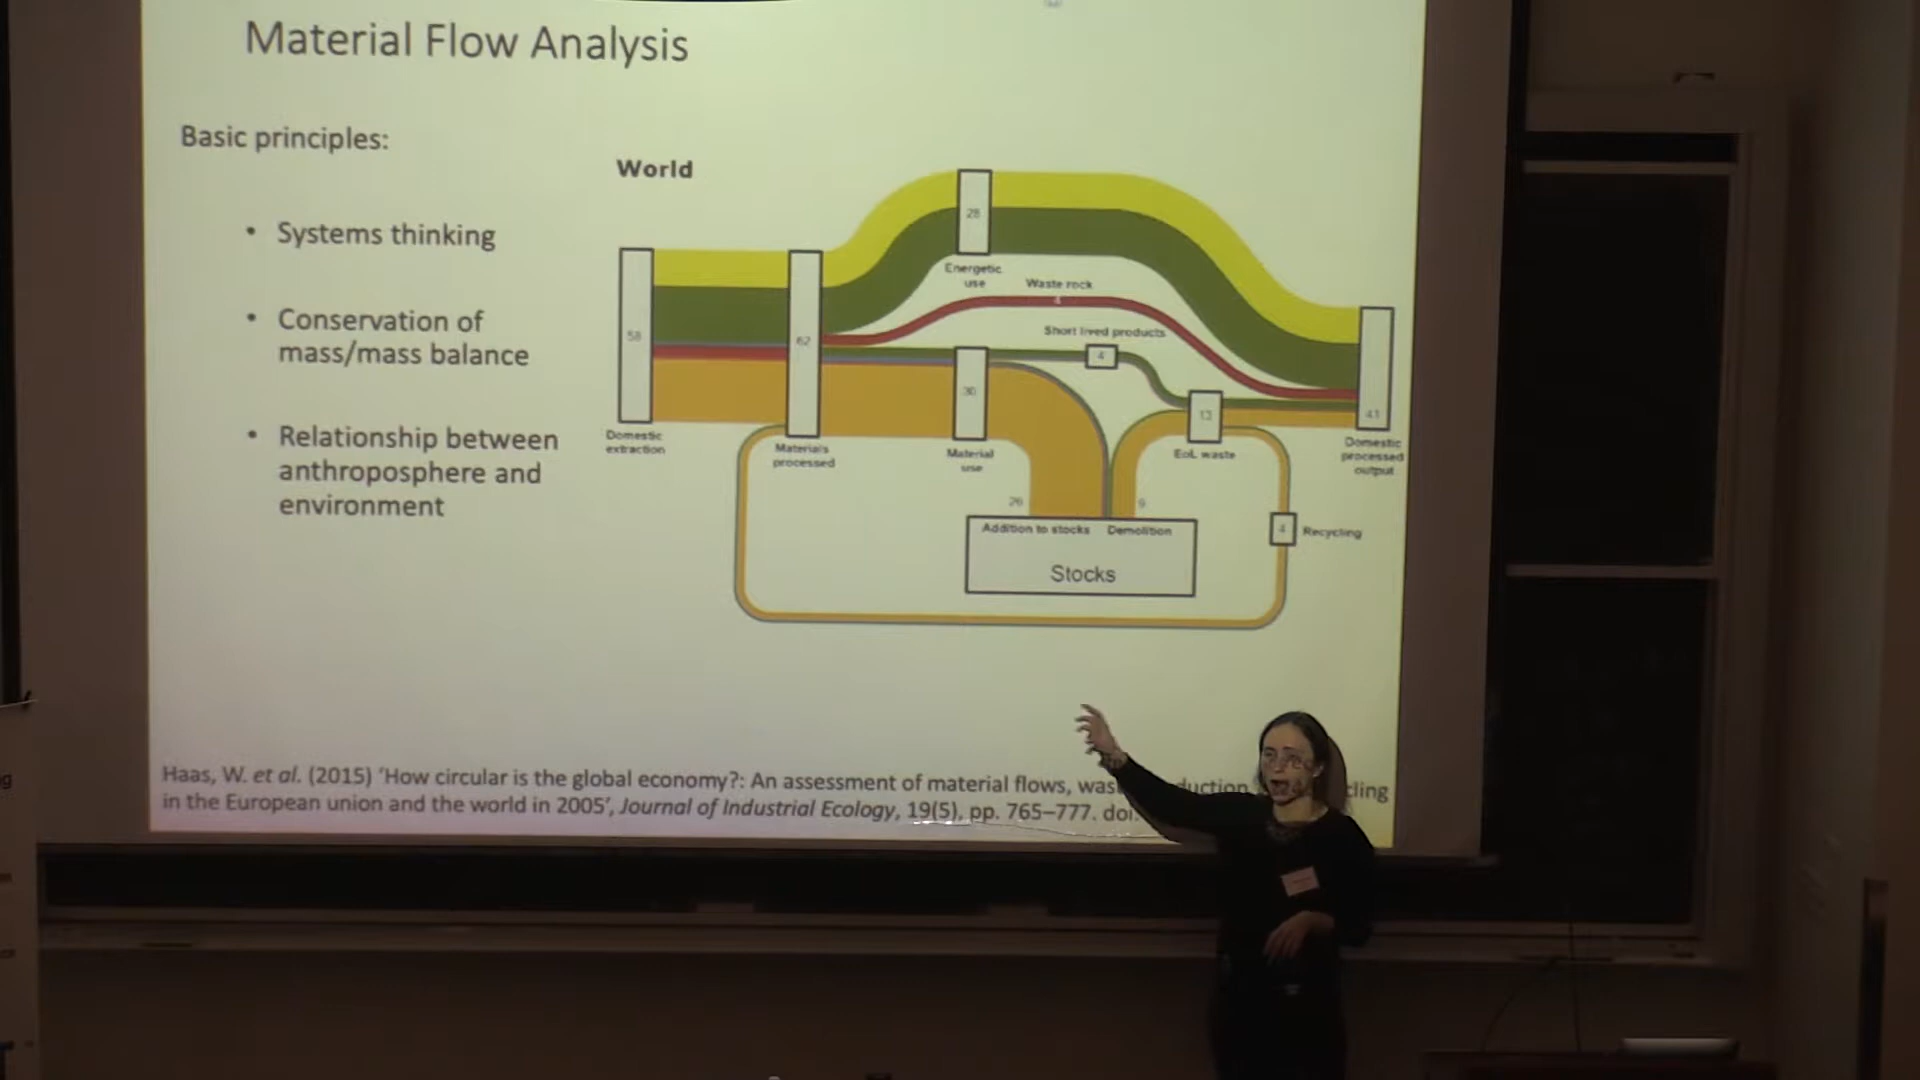 Material Flow Analysis
Basic principles:
• Systems thinking
• Conservation of
mass/mass balance
• Relationship between
anthroposphere and
environment
World
58
Domestic
extraction
62
Materials
processed
28
Energetic
use
Waste rock
4
Short lived products
4
30
Material
use
13
EoL waste
41
Domestic
processed
output
26
9
Addition to stocks
Demolition
Stocks
4
Recycling
Haas, W. et al. (2015) 'How circular is the global economy?: An assessment of material flows,
in the European union and the world in 2005', Journal of Industrial Ecology, 19(5), pp. 765–777. doi: